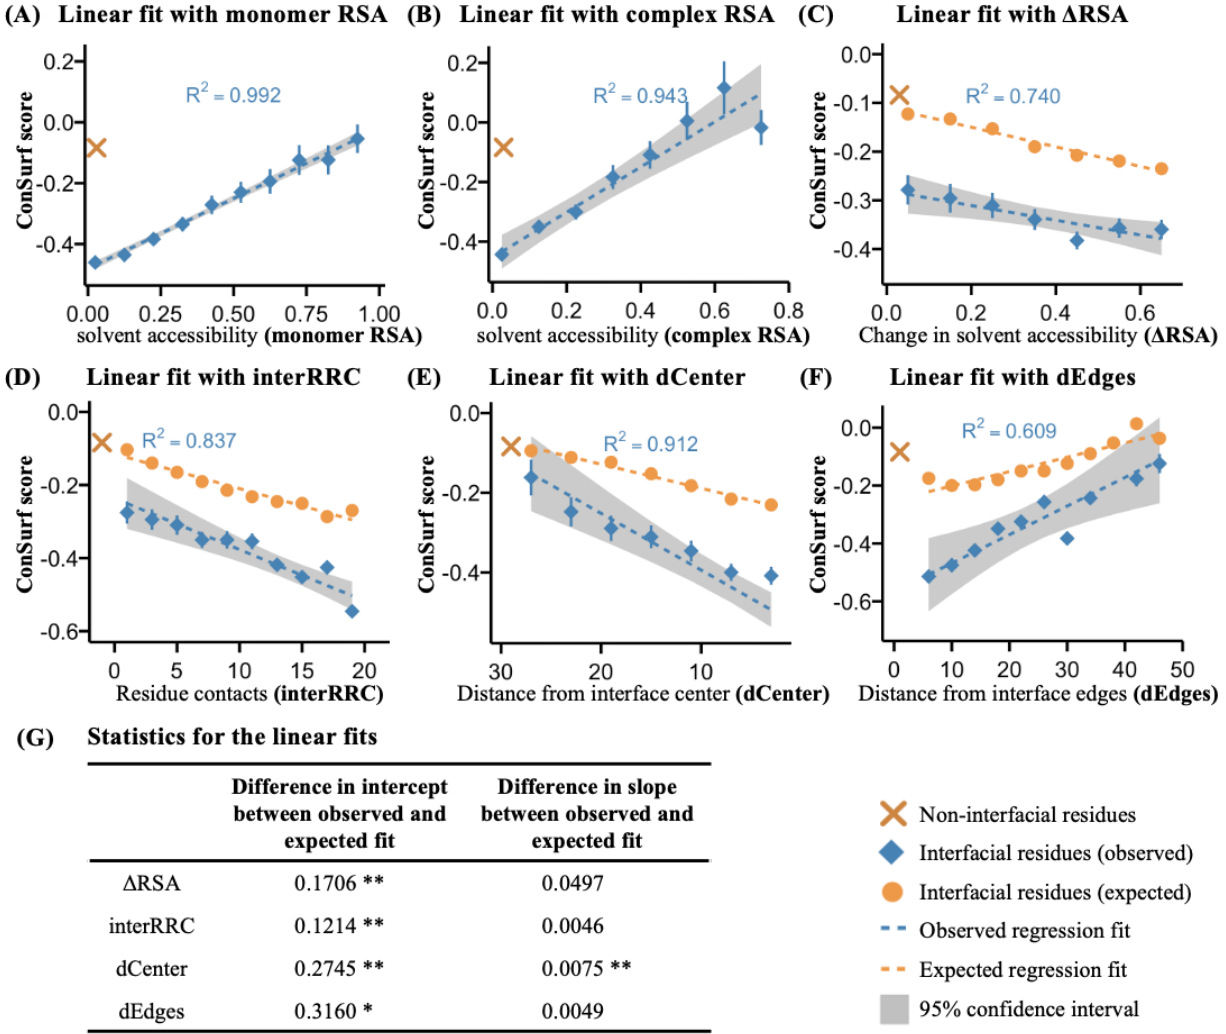 (A) Linear fit with monomer RSA
0.2
0.0
-0.2
-0.4
ConSurf score
R² = 0.992
0.00 0.25 0.50 0.75 1.00
solvent accessibility (monomer RSA)
(B) Linear fit with complex RSA
0.2
0.0
-0.2
-0.4
ConSurf score
R² = 0.943
0.0 0.2 0.4 0.6 0.8
solvent accessibility (complex RSA)
(C) Linear fit with ΔRSA
0.0
-0.1
-0.2
-0.3
-0.4
ConSurf score
R² = 0.740
0.0 0.2 0.4 0.6
Change in solvent accessibility (ΔRSA)
(D) Linear fit with interRRC
0.0
-0.2
-0.4
-0.6
ConSurf score
R² = 0.837
0 5 10 15 20
Residue contacts (interRRC)
(E) Linear fit with dCenter
0.0
-0.2
-0.4
ConSurf score
R² = 0.912
30 20 10
Distance from interface center (dCenter)
(F) Linear fit with dEdges
0.0
-0.2
-0.4
-0.6
ConSurf score
R² = 0.609
0 10 20 30 40 50
Distance from interface edges (dEdges)
(G) Statistics for the linear fits
Difference in intercept between observed and expected fit
Difference in slope between observed and expected fit
ΔRSA 0.1706 ** 0.0497
interRRC 0.1214 ** 0.0046
dCenter 0.2745 ** 0.0075 **
dEdges 0.3160 * 0.0049
Non-interfacial residues
Interfacial residues (observed)
Interfacial residues (expected)
Observed regression fit
Expected regression fit
95% confidence interval